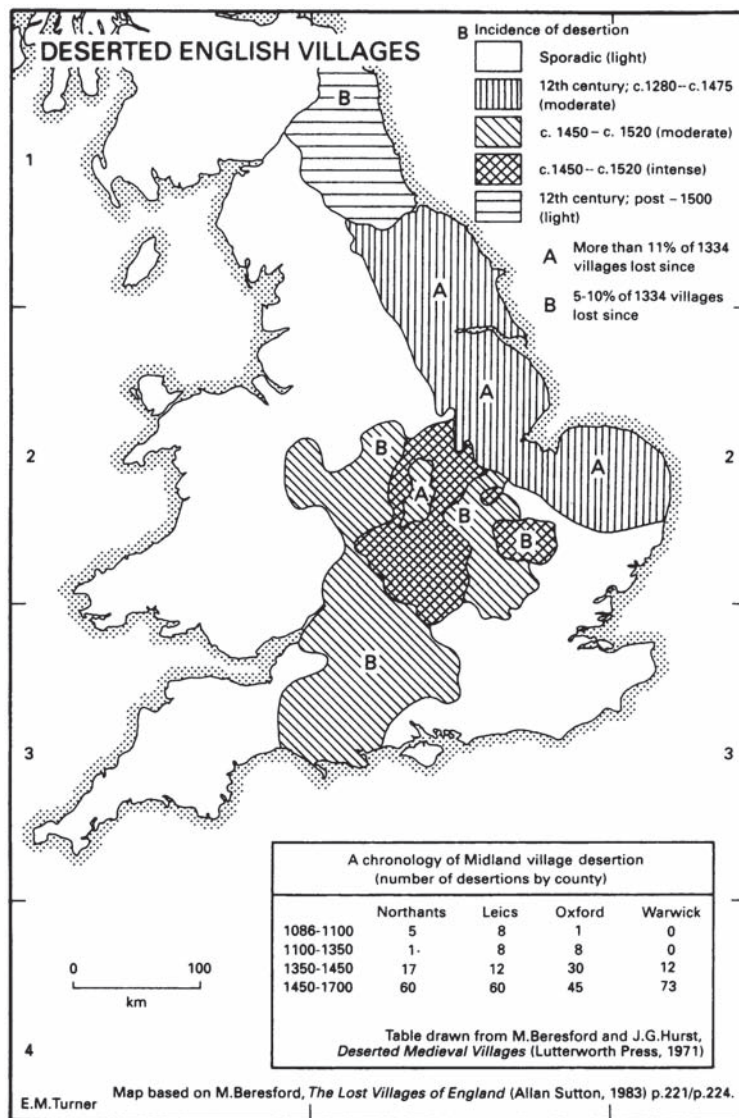 DESERTED ENGLISH VILLAGES
B Incidence of desertion
Sporadic (light)
12th century; c.1280–c.1475
(moderate)
c. 1450 – c. 1520 (moderate)
c.1450–c.1520 (intense)
12th century; post – 1500
(light)
A More than 11% of 1334
villages lost since
B 5-10% of 1334 villages
lost since
B
1
A
A
2
B
A
2
A
B
B
B
3
3
A chronology of Midland village desertion
(number of desertions by county)
Northants Leics Oxford Warwick
1086-1100 5 8 1 0
1100-1350 1· 8 8 0
1350-1450 17 12 30 12
1450-1700 60 60 45 73
Table drawn from M.Beresford and J.G.Hurst,
Deserted Medieval Villages (Lutterworth Press, 1971)
0 100
km
4
E.M.Turner
Map based on M.Beresford, The Lost Villages of England (Allan Sutton, 1983) p.221/p.224.